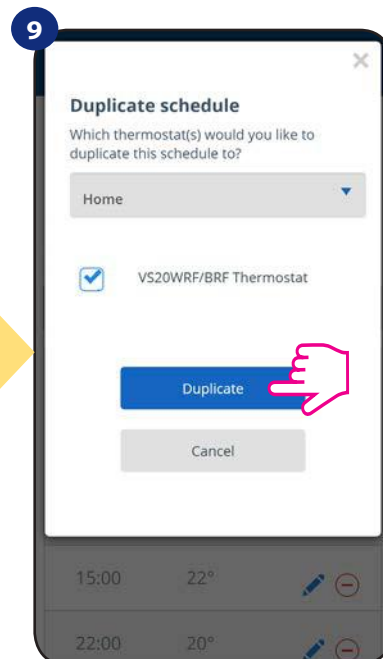 9
Duplicate schedule
Which thermostat(s) would you like to
duplicate this schedule to?
Home
VS20WRF/BRF Thermostat
Duplicate
Cancel
15:00 22°
22:00 20°